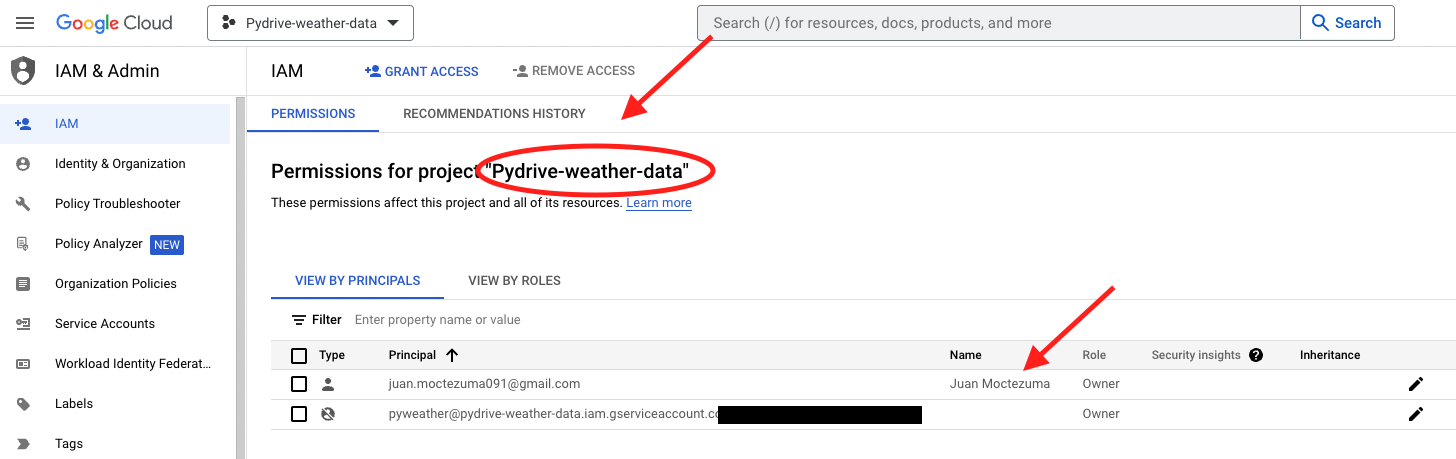 Google Cloud
Pydrive-weather-data
Search (/) for resources, docs, products, and more
Search
IAM & Admin
IAM
GRANT ACCESS
REMOVE ACCESS
IAM
Identity & Organization
Policy Troubleshooter
Policy Analyzer NEW
Organization Policies
Service Accounts
Workload Identity Federat...
Labels
Tags
PERMISSIONS
RECOMMENDATIONS HISTORY
Permissions for project "Pydrive-weather-data"
These permissions affect this project and all of its resources. Learn more
VIEW BY PRINCIPALS
VIEW BY ROLES
Filter Enter property name or value
Type Principal Name Role Security insights ? Inheritance
juan.moctezuma091@gmail.com Juan Moctezuma Owner
pyweather@pydrive-weather-data.iam.gserviceaccount.co Owner